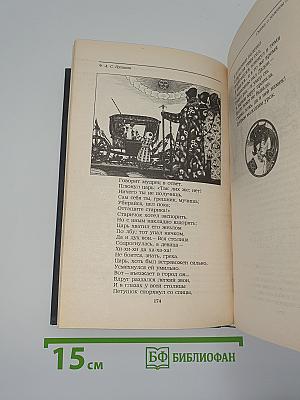 А. С. Пушкин
Говорит мудрец в ответ.
Плюнул царь: «Так лих же: нет!
Ничего ты не получишь.
Сам себя ты, грешник, мучишь;
Убирайся, цел пока;
Оттащите старика!»
Старичок хотел заспорить,
Но с иным накладно вздорить;
Царь хватил его жезлом
По лбу; тот упал ничком,
Да и дух вон. — Вся столица
Содрогнулась, а девица —
Хи-хи-хи да ха-ха-ха!
Не боится, знать, греха.
Царь, хоть был встревожен сильно,
Усмехнулся ей умильно.
Вот — въезжает в город он...
Вдруг раздался легкий звон,
И в глазах у всей столицы
Петушок спорхнул со спицы,
174
15 см
БФ БИБЛИОФАН